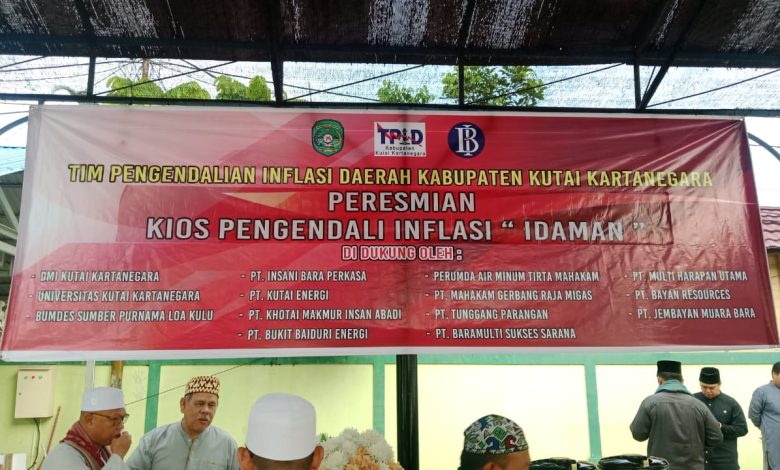 TPID
Kabupaten
Kutai Kartanegara
BI
TIM PENGENDALIAN INFLASI DAERAH KABUPATEN KUTAI KARTANEGARA
PERESMIAN
KIOS PENGENDALI INFLASI “ IDAMAN ”
DI DUKUNG OLEH :
- DMI KUTAI KARTANEGARA
- UNIVERSITAS KUTAI KARTANEGARA
- BUMDES SUMBER PURNAMA LOA KULU
- PT. INSANI BARA PERKASA
- PT. KUTAI ENERGI
- PT. KHOTAI MAKMUR INSAN ABADI
- PT. BUKIT BAIDURI ENERGI
- PERUMDA AIR MINUM TIRTA MAHAKAM
- PT. MAHAKAM GERBANG RAJA MIGAS
- PT. TUNGGANG PARANGAN
- PT. BARAMULTI SUKSES SARANA
- PT, MULTI HARAPAN UTAMA
- PT. BAYAN RESOURCES
- PT. JEMBAYAN MUARA BARA